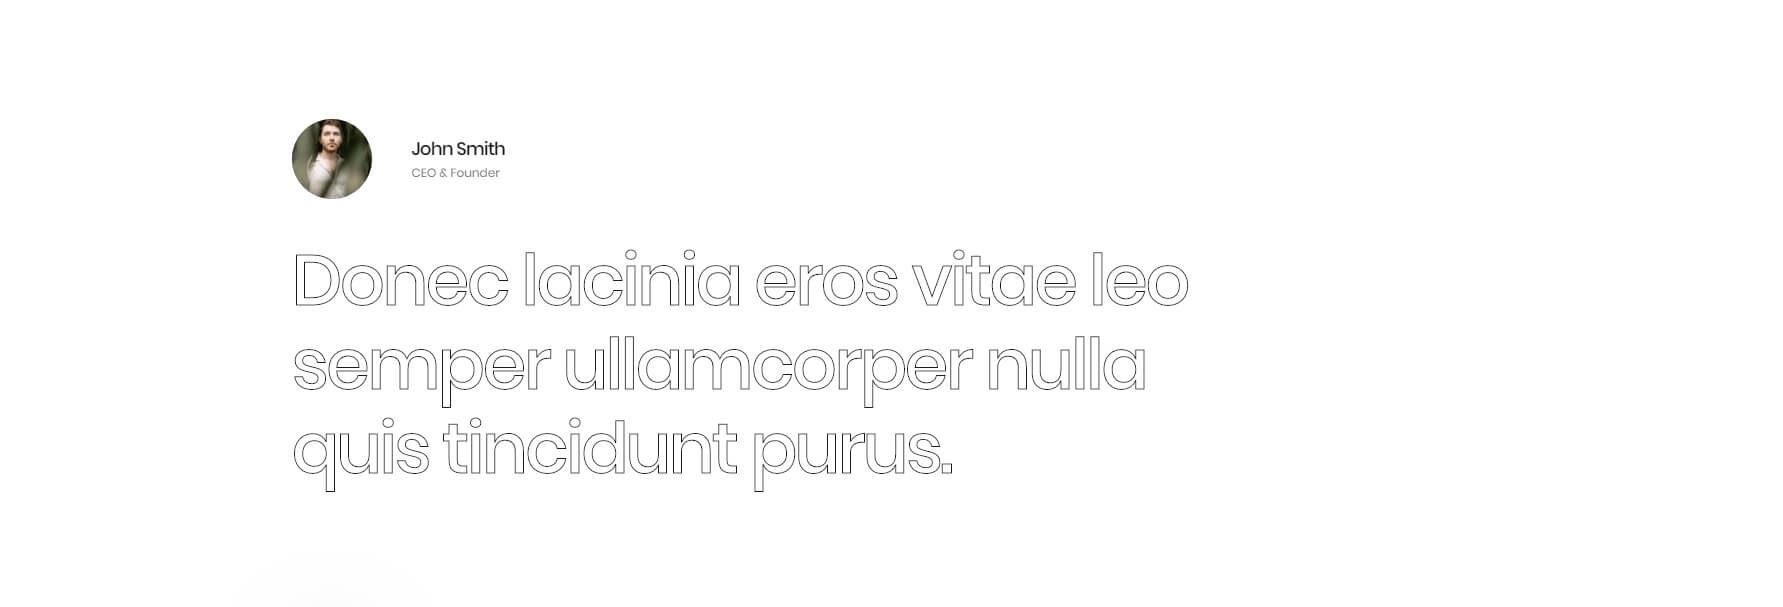 John Smith
CEO & Founder
Donec lacinia eros vitae leo
semper ullamcorper nulla
quis tincidunt purus.